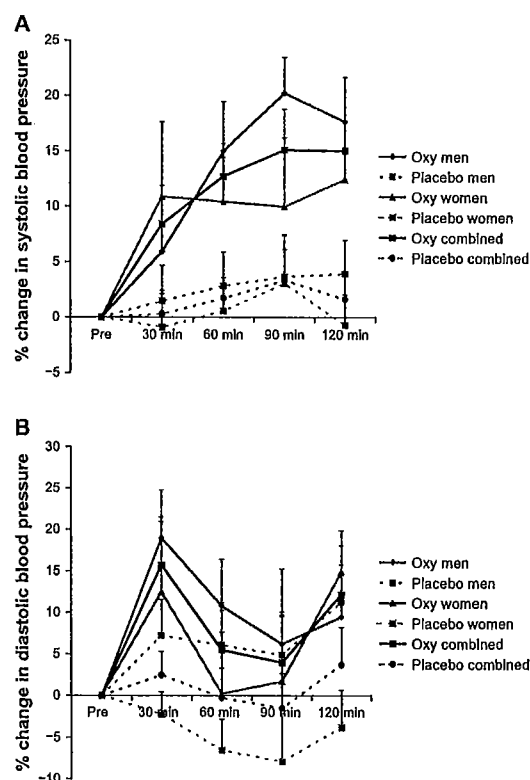 A
% change in systolic blood pressure
25
20
15
10
5
0
−5
Pre
30 min
60 min
90 min
120 min
Oxy men
Placebo men
Oxy women
Placebo women
Oxy combined
Placebo combined
B
% change in diastolic blood pressure
30
25
20
15
10
5
0
−5
−10
Pre
30 min
60 min
90 min
120 min
Oxy men
Placebo men
Oxy women
Placebo women
Oxy combined
Placebo combined